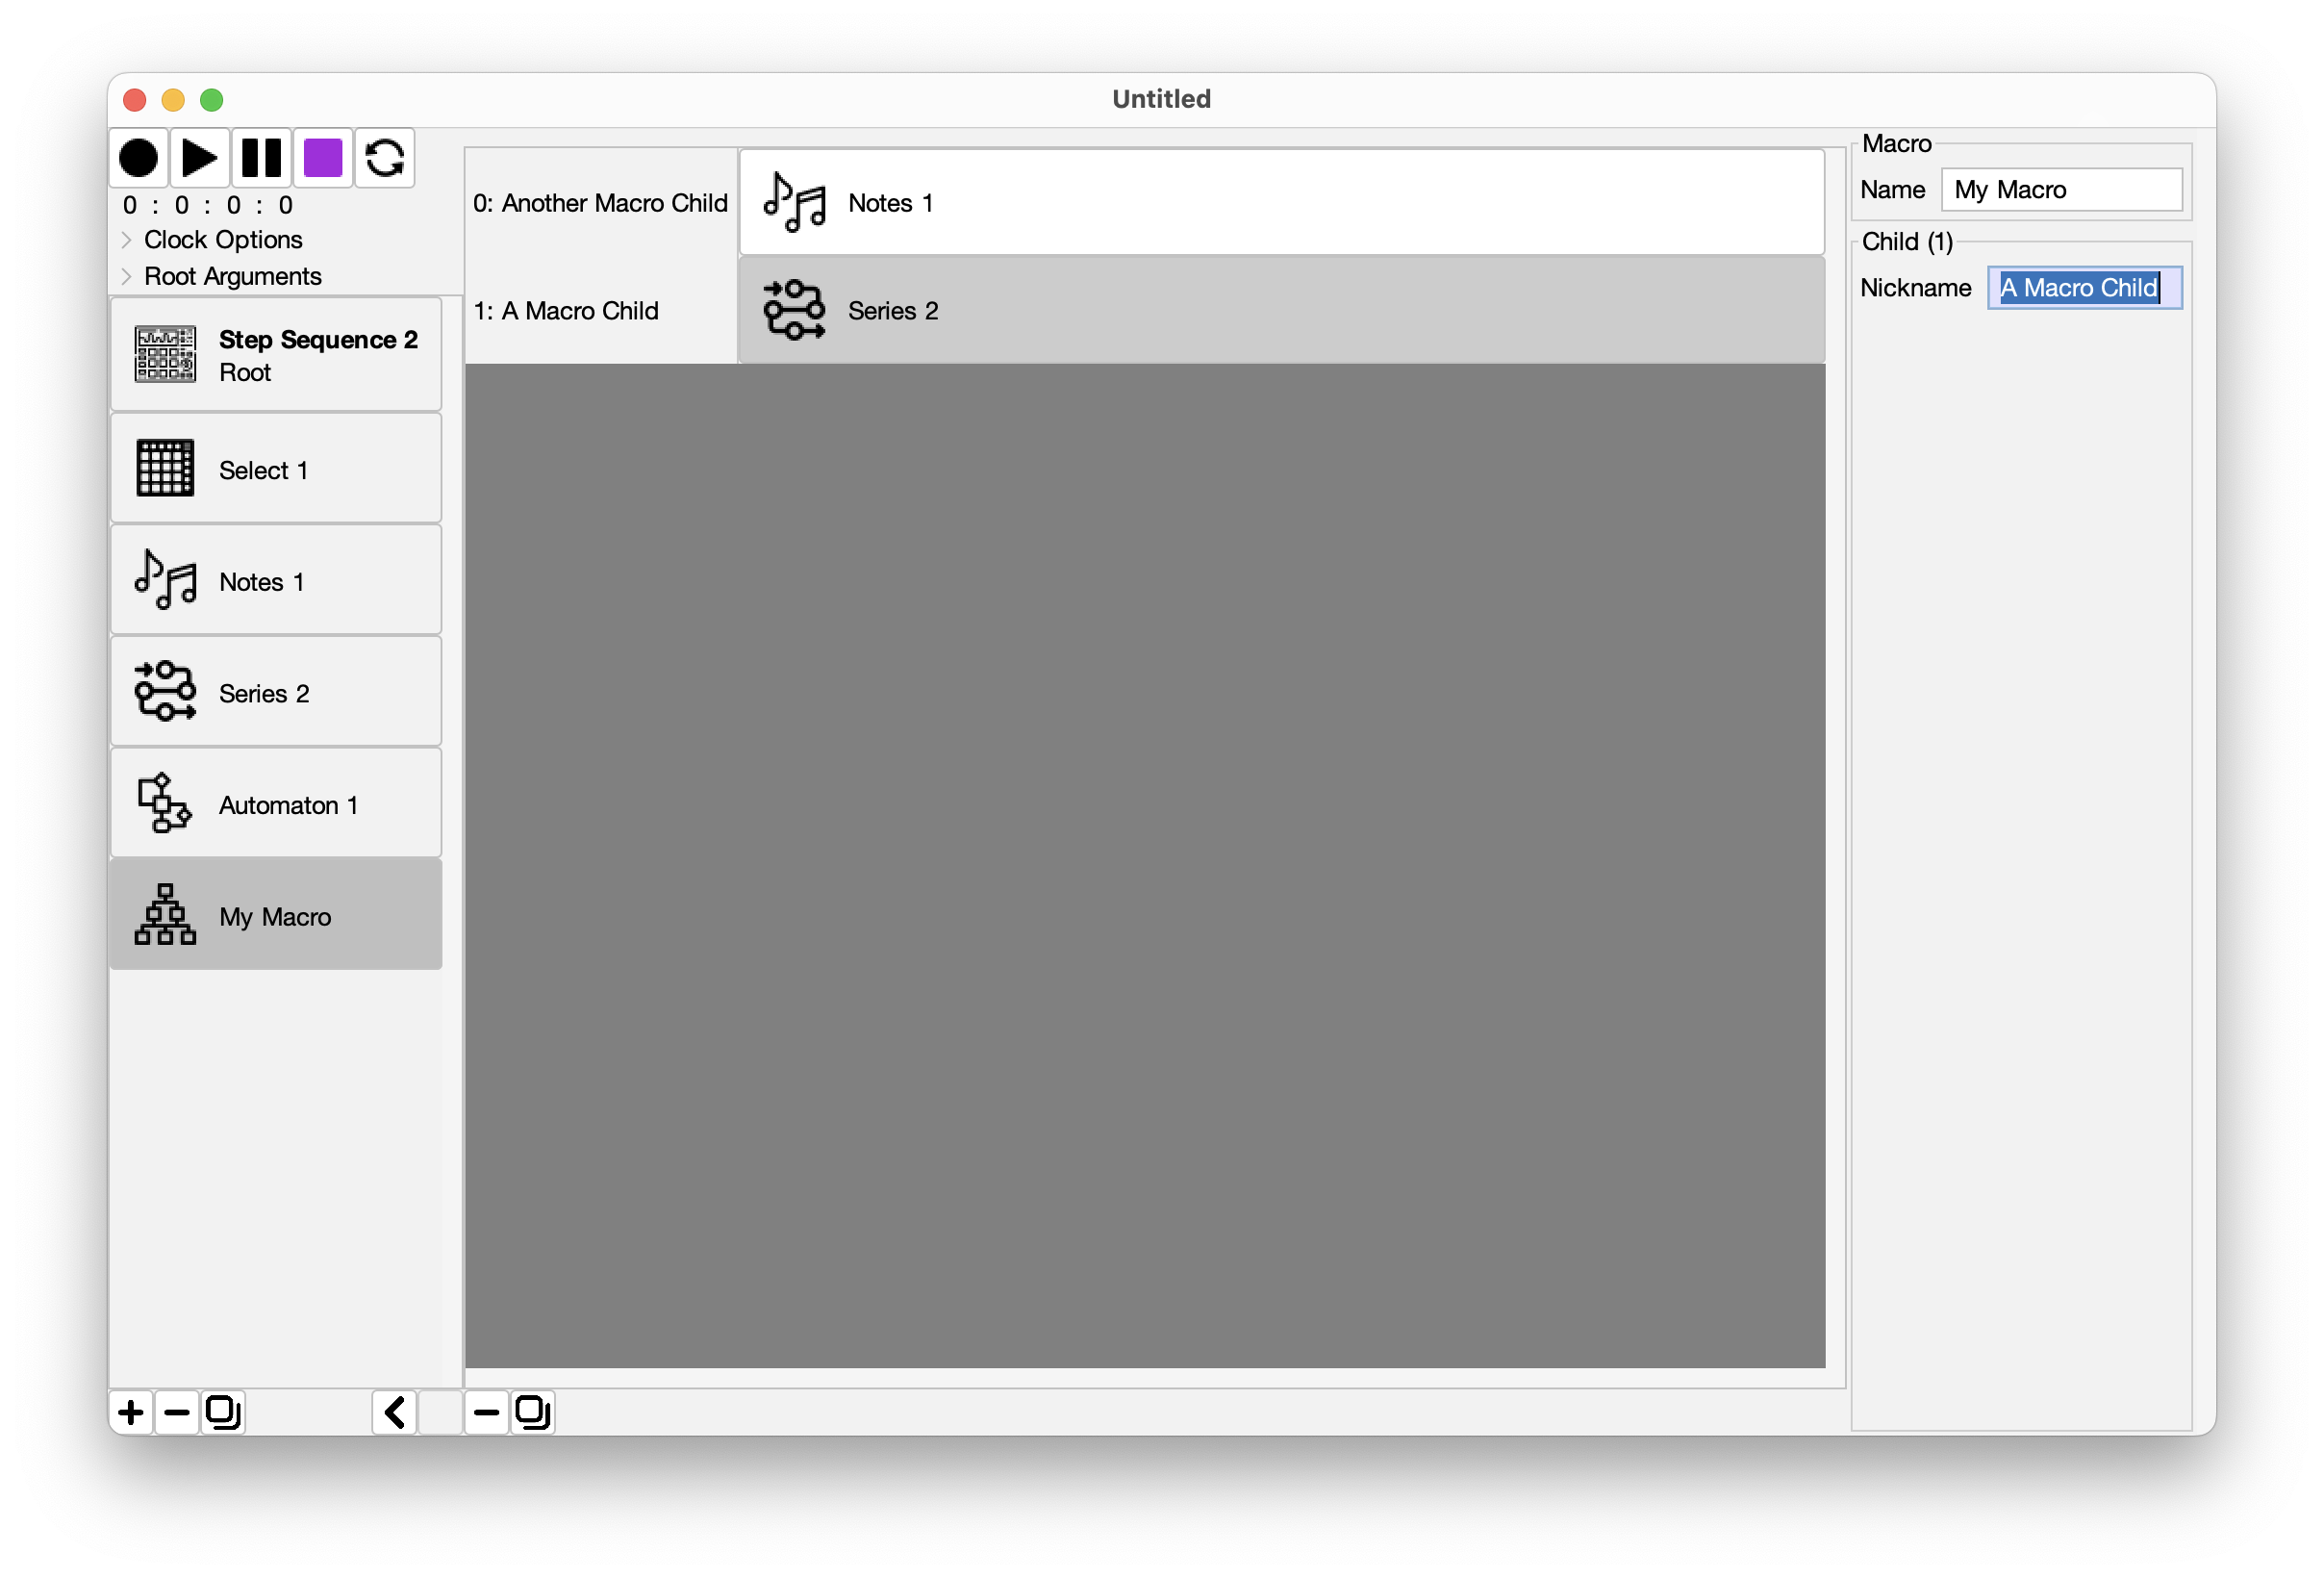 Untitled
0 : 0 : 0 : 0
Clock Options
Root Arguments
Step Sequence 2
Root
Select 1
Notes 1
Series 2
Automaton 1
My Macro
0: Another Macro Child
Notes 1
1: A Macro Child
Series 2
Macro
Name My Macro
Child (1)
Nickname A Macro Child